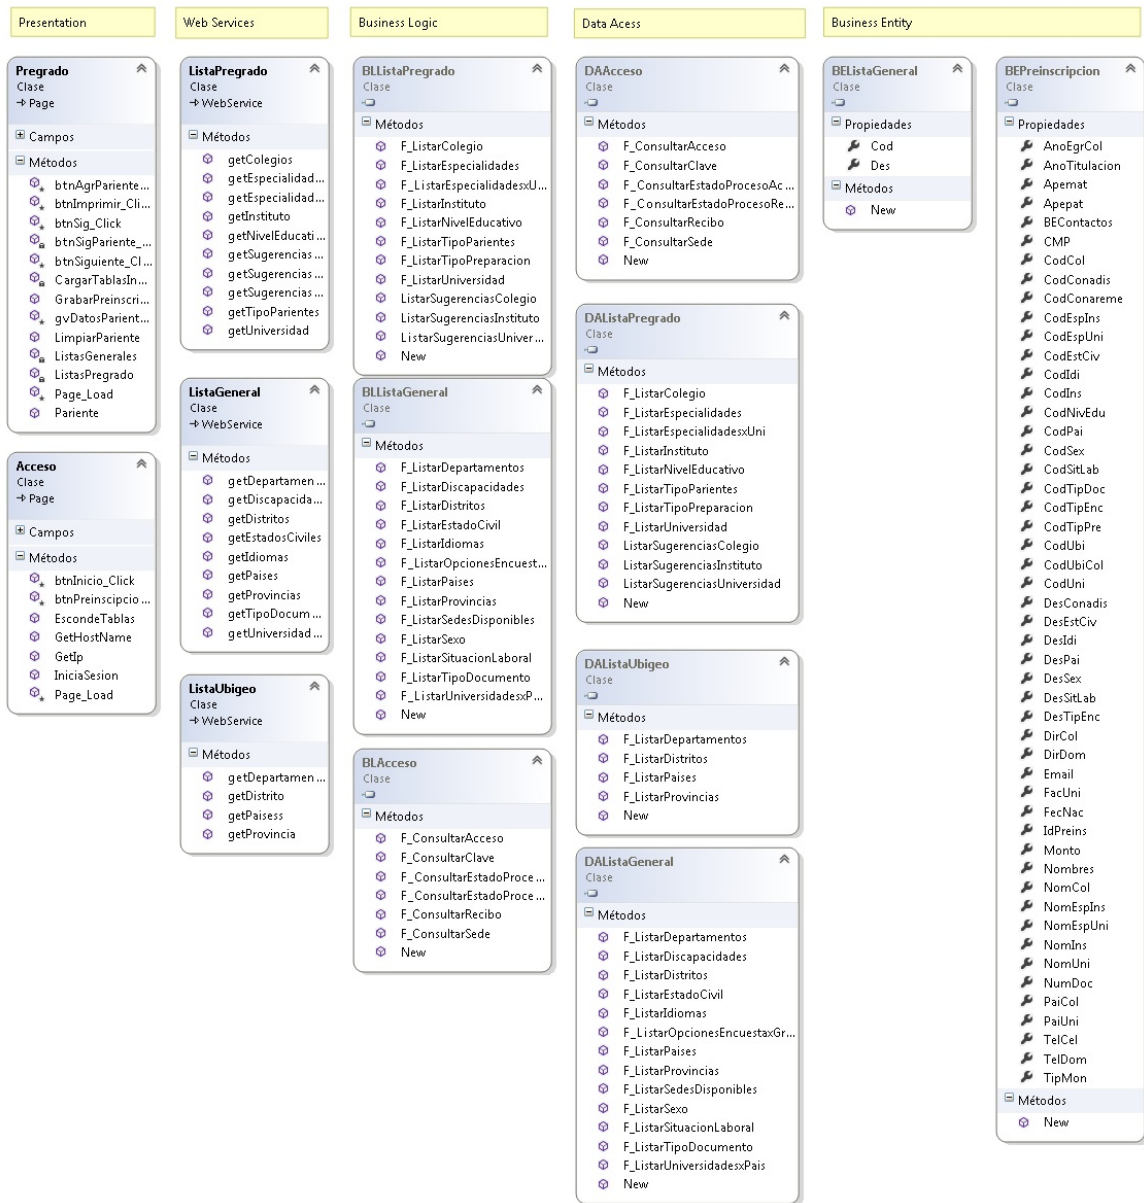 Presentation
Web Services
Business Logic
Data Acess
Business Entity
Pregrado
Clase
Page
Campos
Métodos
btnAgrPariente...
btnImprimir_Cli...
btnSig_Click
btnSigPariente_...
btnSiguiente_Cl...
CargarTablasIn...
GrabarPreinscri...
gvDatosParient...
LimpiarPariente
ListasGenerales
ListasPregrado
Page_Load
Pariente
Acceso
Clase
Page
Campos
Métodos
btnInicio_Click
btnPreinscipcio...
EscondeTablas
GetHostName
GetIp
IniciaSesion
Page_Load
ListaPregrado
Clase
WebService
Métodos
getColegios
getEspecialidad...
getEspecialidad...
getInstituto
getNivelEducati...
getSugerencias...
getSugerencias...
getSugerencias...
getTipoParientes
getUniversidad
ListaGeneral
Clase
WebService
Métodos
getDepartamen...
getDiscapacida...
getDistritos
getEstadosCiviles
getIdiomas
getPaises
getProvincias
getTipoDocum...
getUniversidad...
ListaUbigeo
Clase
WebService
Métodos
getDepartamen...
getDistrito
getPaisess
getProvincia
BLListaPregrado
Clase
Métodos
F_ListarColegio
F_ListarEspecialidades
F_ListarEspecialidadesxU...
F_ListarInstituto
F_ListarNivelEducativo
F_ListarTipoParientes
F_ListarTipoPreparacion
F_ListarUniversidad
ListarSugerenciasColegio
ListarSugerenciasInstituto
ListarSugerenciasUniver...
New
BLListaGeneral
Clase
Métodos
F_ListarDepartamentos
F_ListarDiscapacidades
F_ListarDistritos
F_ListarEstadoCivil
F_ListarIdiomas
F_ListarOpcionesEncuest...
F_ListarPaises
F_ListarProvincias
F_ListarSedesDisponibles
F_ListarSexo
F_ListarSituacionLaboral
F_ListarTipoDocumento
F_ListarUniversidadesxP...
New
BLAcceso
Clase
Métodos
F_ConsultarAcceso
F_ConsultarClave
F_ConsultarEstadoProce...
F_ConsultarEstadoProce...
F_ConsultarRecibo
F_ConsultarSede
New
DAAcceso
Clase
Métodos
F_ConsultarAcceso
F_ConsultarClave
F_ConsultarEstadoProcesoAc...
F_ConsultarEstadoProcesoRe...
F_ConsultarRecibo
F_ConsultarSede
New
DAListaPregrado
Clase
Métodos
F_ListarColegio
F_ListarEspecialidades
F_ListarEspecialidadesxUni
F_ListarInstituto
F_ListarNivelEducativo
F_ListarTipoParientes
F_ListarTipoPreparacion
F_ListarUniversidad
ListarSugerenciasColegio
ListarSugerenciasInstituto
ListarSugerenciasUniversidad
New
DAListaUbigeo
Clase
Métodos
F_ListarDepartamentos
F_ListarDistritos
F_ListarPaises
F_ListarProvincias
New
DAListaGeneral
Clase
Métodos
F_ListarDepartamentos
F_ListarDiscapacidades
F_ListarDistritos
F_ListarEstadoCivil
F_ListarIdiomas
F_ListarOpcionesEncuestaxGr...
F_ListarPaises
F_ListarProvincias
F_ListarSedesDisponibles
F_ListarSexo
F_ListarSituacionLaboral
F_ListarTipoDocumento
F_ListarUniversidadesxPais
New
BEListaGeneral
Clase
Propiedades
Cod
Des
Métodos
New
BEPreinscripcion
Clase
Propiedades
AnoEgrCol
AnoTitulacion
Apemat
Apepat
BEContactos
CMP
CodCol
CodConadis
CodConareme
CodEspIns
CodEspUni
CodEstCiv
CodIdi
CodIns
CodNivEdu
CodPai
CodSex
CodSitLab
CodTipDoc
CodTipEnc
CodTipPre
CodUbi
CodUbiCol
CodUni
DesConadis
DesEstCiv
DesIdi
DesPai
DesSex
DesSitLab
DesTipEnc
DirCol
DirDom
Email
FacUni
FecNac
IdPreins
Monto
Nombres
NomCol
NomEspIns
NomEspUni
NomIns
NomUni
NumDoc
PaiCol
PaiUni
TelCel
TelDom
TipMon
Métodos
New